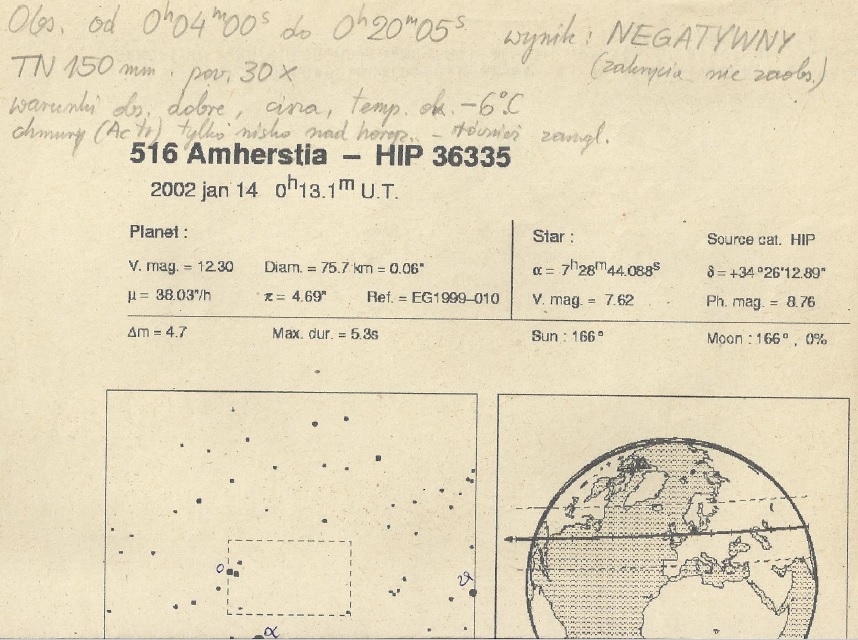 Obs. od 0ʰ04ᵐ00ˢ do 0ʰ20ᵐ05ˢ wynik: NEGATYWNY
TN 150 mm. pow. 30x (zakrycia nie zaobs.)
warunki obs. dobre, cisza, temp. ok. -6°C
chmury (Ac tr) tylko nisko nad horyz. - również zamgl.
516 Amherstia – HIP 36335
2002 jan 14 0ʰ13.1ᵐ U.T.
Planet :
V. mag. = 12.30 Diam. = 75.7 km = 0.06"
μ = 38.03"/h π = 4.69" Ref. = EG1999–010
Star : Source cat. HIP
α = 7ʰ28ᵐ44.088ˢ δ = +34°26'12.89"
V. mag. = 7.62 Ph. mag. = 8.76
Δm = 4.7 Max. dur. = 5.3s Sun : 166° Moon : 166° , 0%
o
ϑ
α